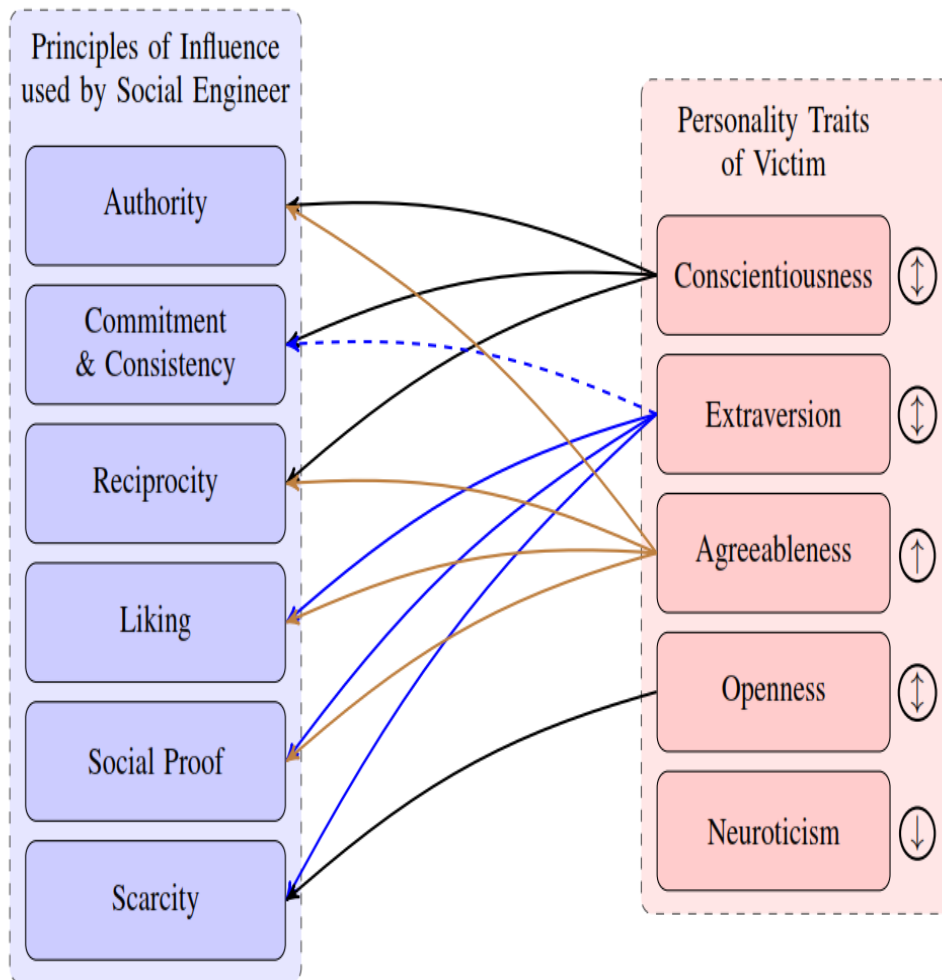 Principles of Influence
used by Social Engineer
Authority
Commitment
& Consistency
Reciprocity
Liking
Social Proof
Scarcity
Personality Traits
of Victim
Conscientiousness
Extraversion
Agreeableness
Openness
Neuroticism